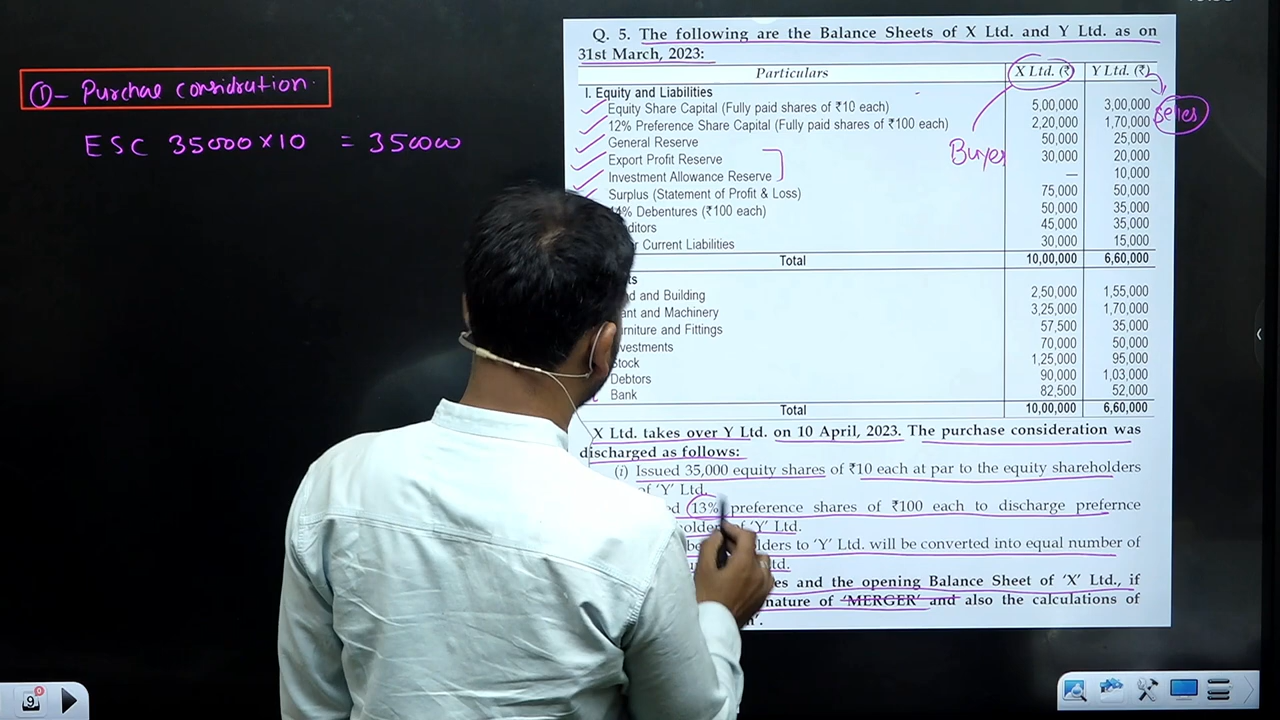 ① - Purchase considration.
ESC 35000×10 = 350000
Q. 5. The following are the Balance Sheets of X Ltd. and Y Ltd. as on
31st March, 2023:
Particulars X Ltd. (₹) Y Ltd. (₹)
I. Equity and Liabilities
Equity Share Capital (Fully paid shares of ₹10 each) 5,00,000 3,00,000
12% Preference Share Capital (Fully paid shares of ₹100 each) 2,20,000 1,70,000
General Reserve 50,000 25,000
Buyer
Export Profit Reserve 30,000 20,000
Investment Allowance Reserve — 10,000
Surplus (Statement of Profit & Loss) 75,000 50,000
% Debentures (₹100 each) 50,000 35,000
ditors 45,000 35,000
Current Liabilities 30,000 15,000
Total 10,00,000 6,60,000
ts
d and Building 2,50,000 1,55,000
ant and Machinery 3,25,000 1,70,000
urniture and Fittings 57,500 35,000
vestments 70,000 50,000
Stock 1,25,000 95,000
Debtors 90,000 1,03,000
Bank 82,500 52,000
Total 10,00,000 6,60,000
X Ltd. takes over Y Ltd. on 10 April, 2023. The purchase consideration was
discharged as follows:
(i) Issued 35,000 equity shares of ₹10 each at par to the equity shareholders
of 'Y' Ltd.
d 13% preference shares of ₹100 each to discharge prefernce
holders of 'Y' Ltd.
lders to 'Y' Ltd. will be converted into equal number of
td.
es and the opening Balance Sheet of 'X' Ltd., if
nature of 'MERGER' and also the calculations of
9